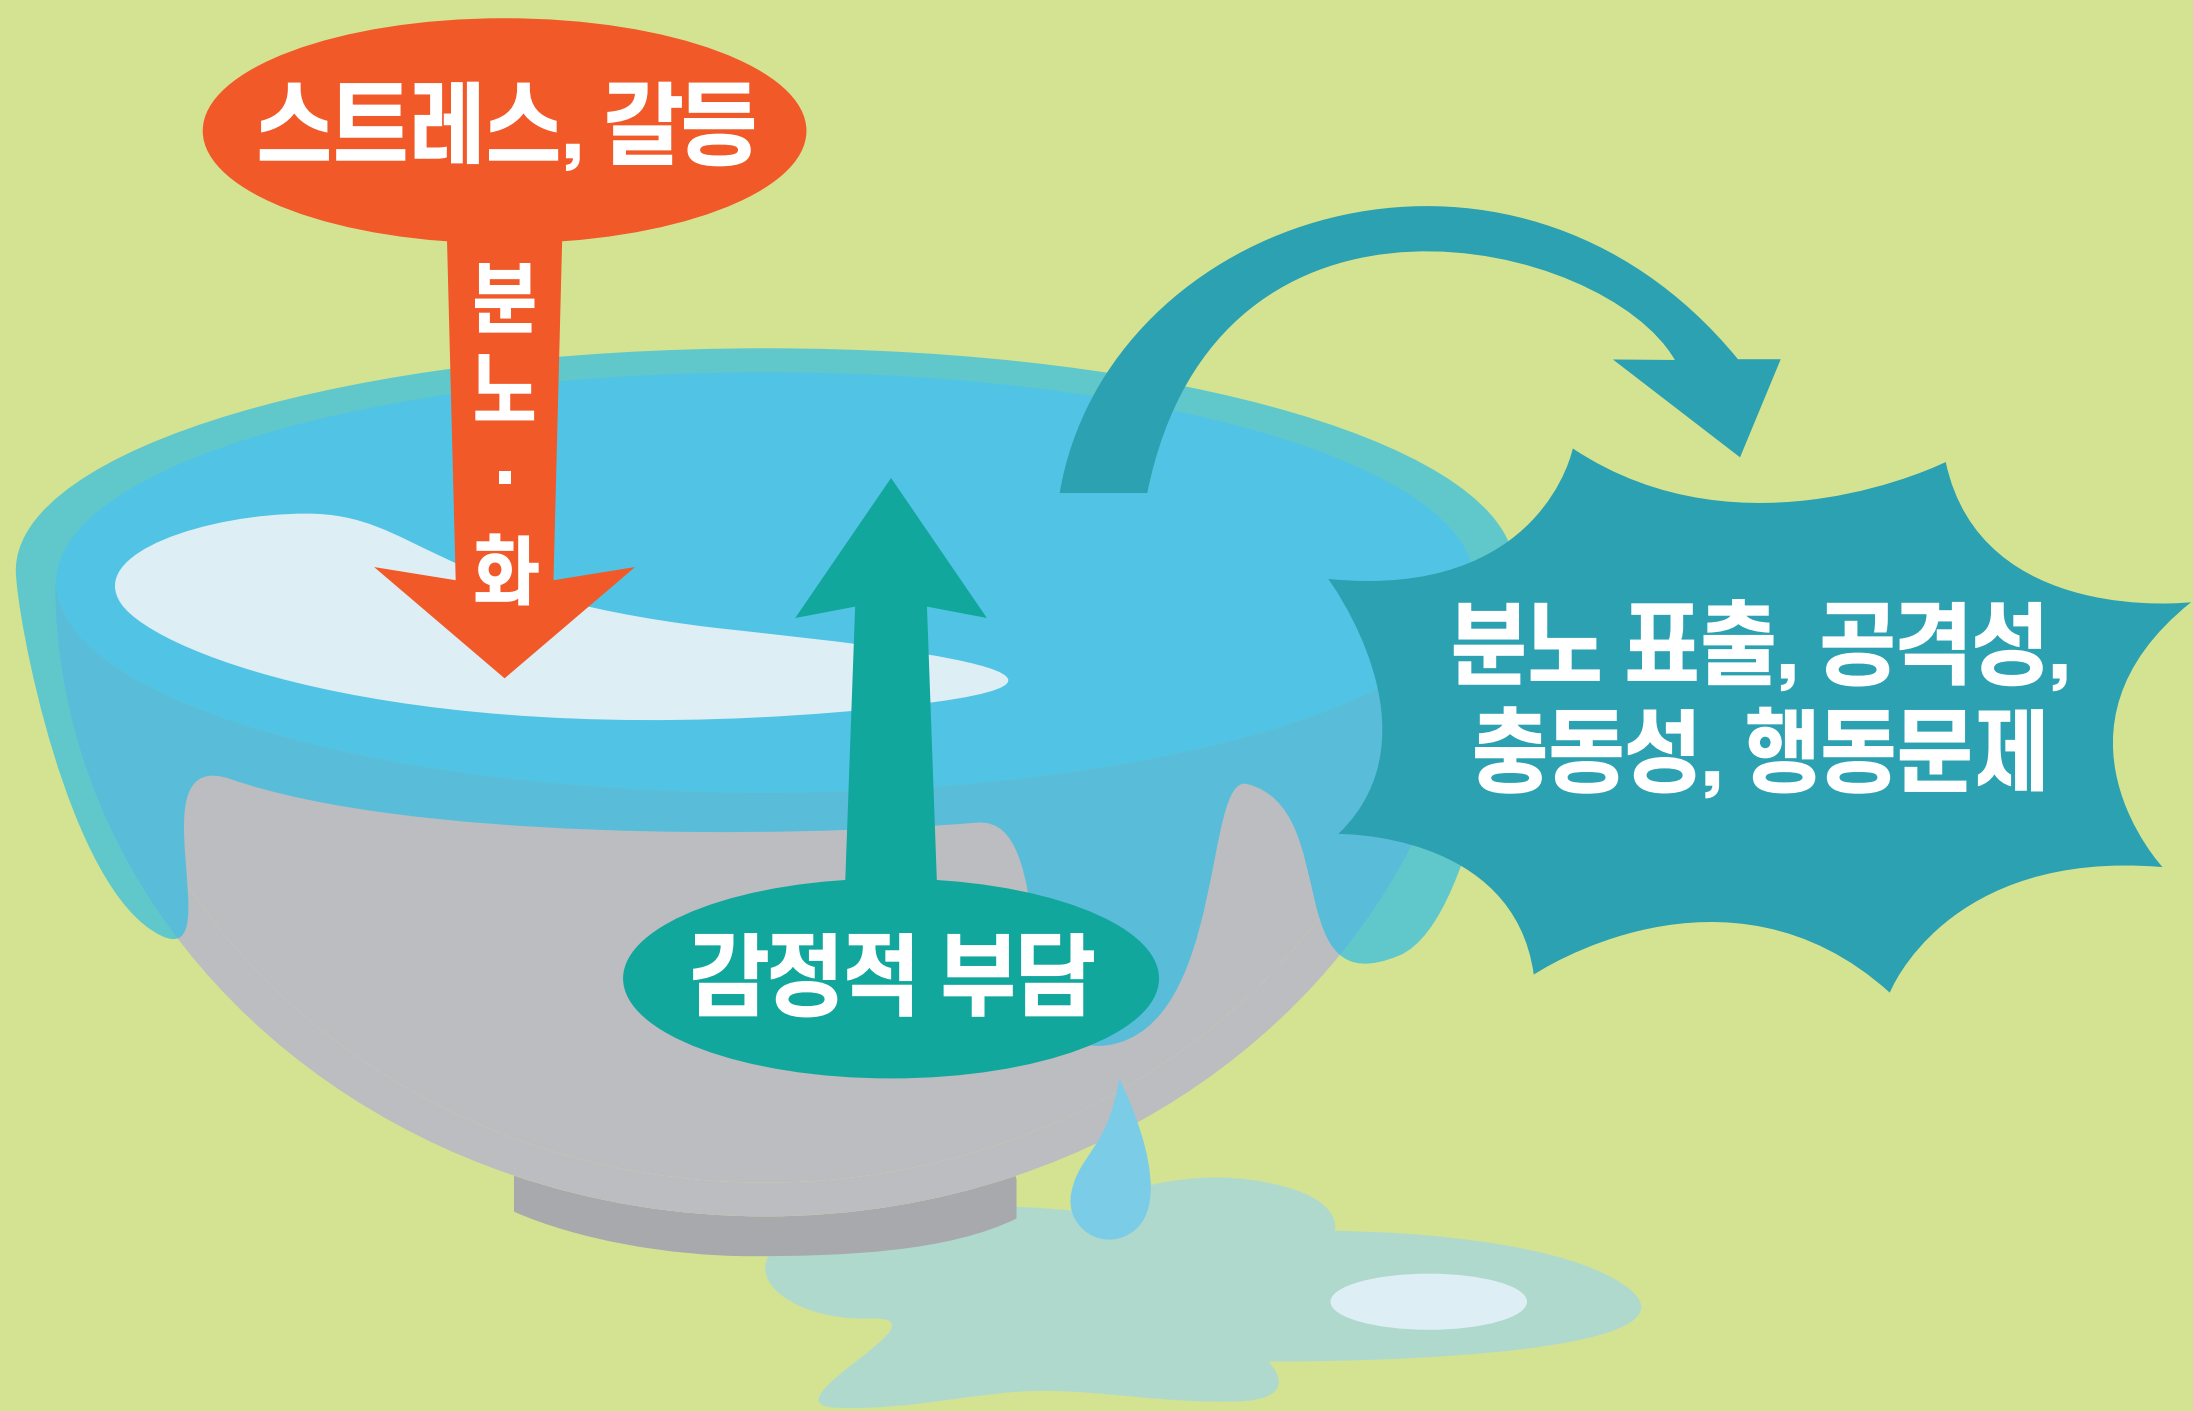 스트레스, 갈등
분노·화
감정적 부담
분노 표출, 공격성,
충동성, 행동문제